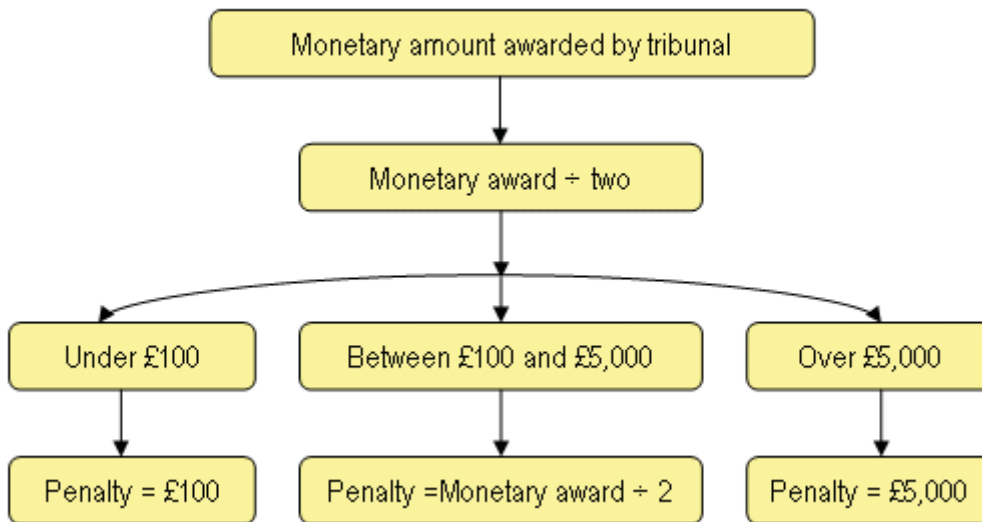 Monetary amount awarded by tribunal
Monetary award ÷ two
Under £100
Between £100 and £5,000
Over £5,000
Penalty = £100
Penalty =Monetary award ÷ 2
Penalty = £5,000